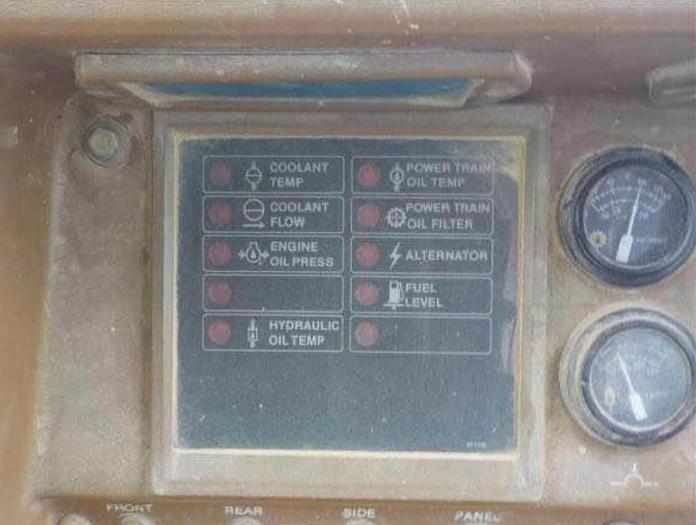 COOLANT
TEMP
POWER TRAIN
OIL TEMP
COOLANT
FLOW
POWER TRAIN
OIL FILTER
ENGINE
OIL PRESS
ALTERNATOR
FUEL
LEVEL
HYDRAULIC
OIL TEMP
FRONT
REAR
SIDE
PANEL